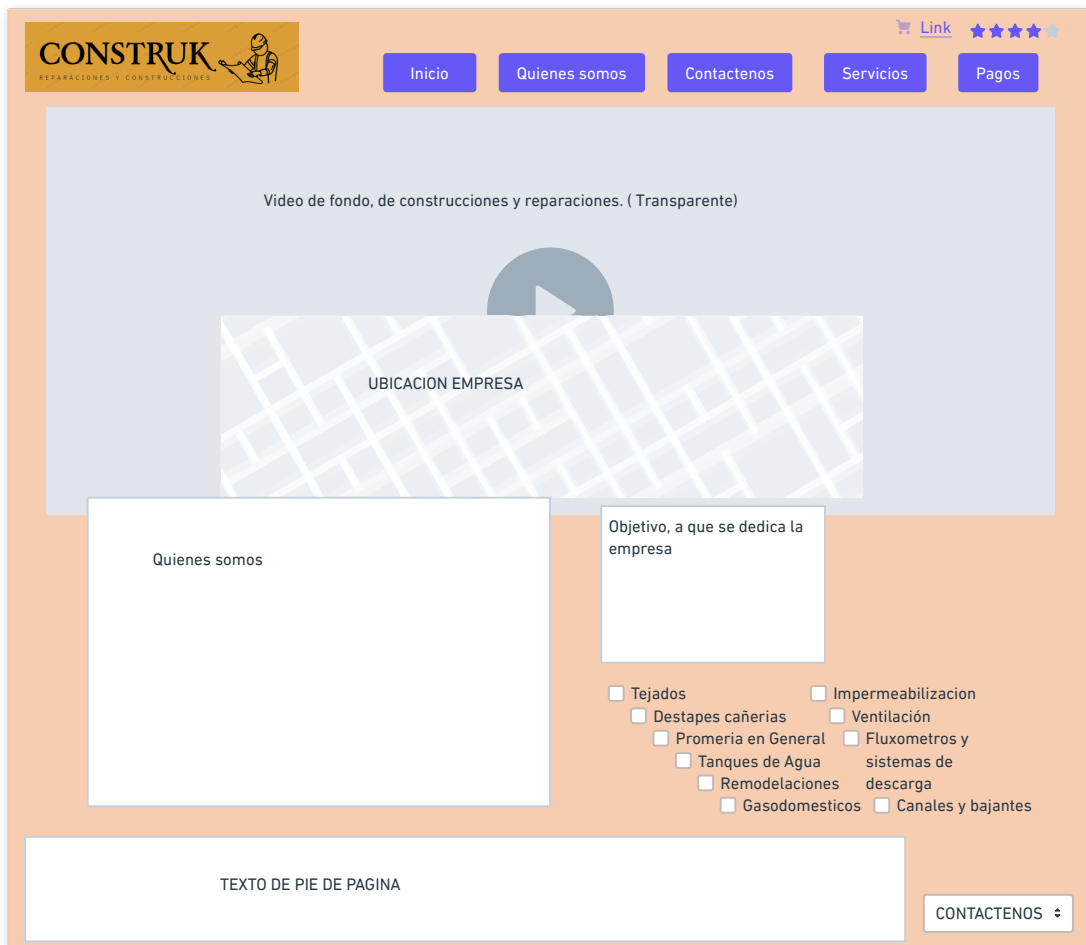 CONSTRUK
REPARACIONES Y CONSTRUCCIONES
Link
Inicio
Quienes somos
Contactenos
Servicios
Pagos
Video de fondo, de construcciones y reparaciones. ( Transparente)
UBICACION EMPRESA
Quienes somos
Objetivo, a que se dedica la
empresa
Tejados
Destapes cañerias
Promeria en General
Tanques de Agua
Remodelaciones
Gasodomesticos
Impermeabilizacion
Ventilación
Fluxometros y
sistemas de
descarga
Canales y bajantes
TEXTO DE PIE DE PAGINA
CONTACTENOS